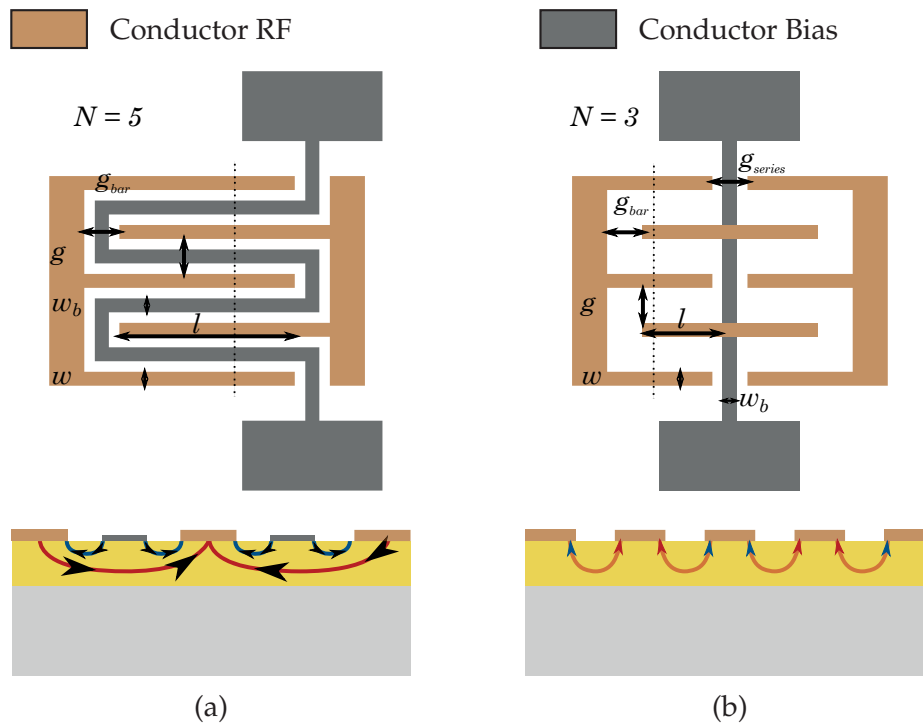 Conductor RF
Conductor Bias
N = 5
N = 3
g_bar
g_series
g_bar
g
g
w_b
l
l
w
w
w_b
(a)
(b)